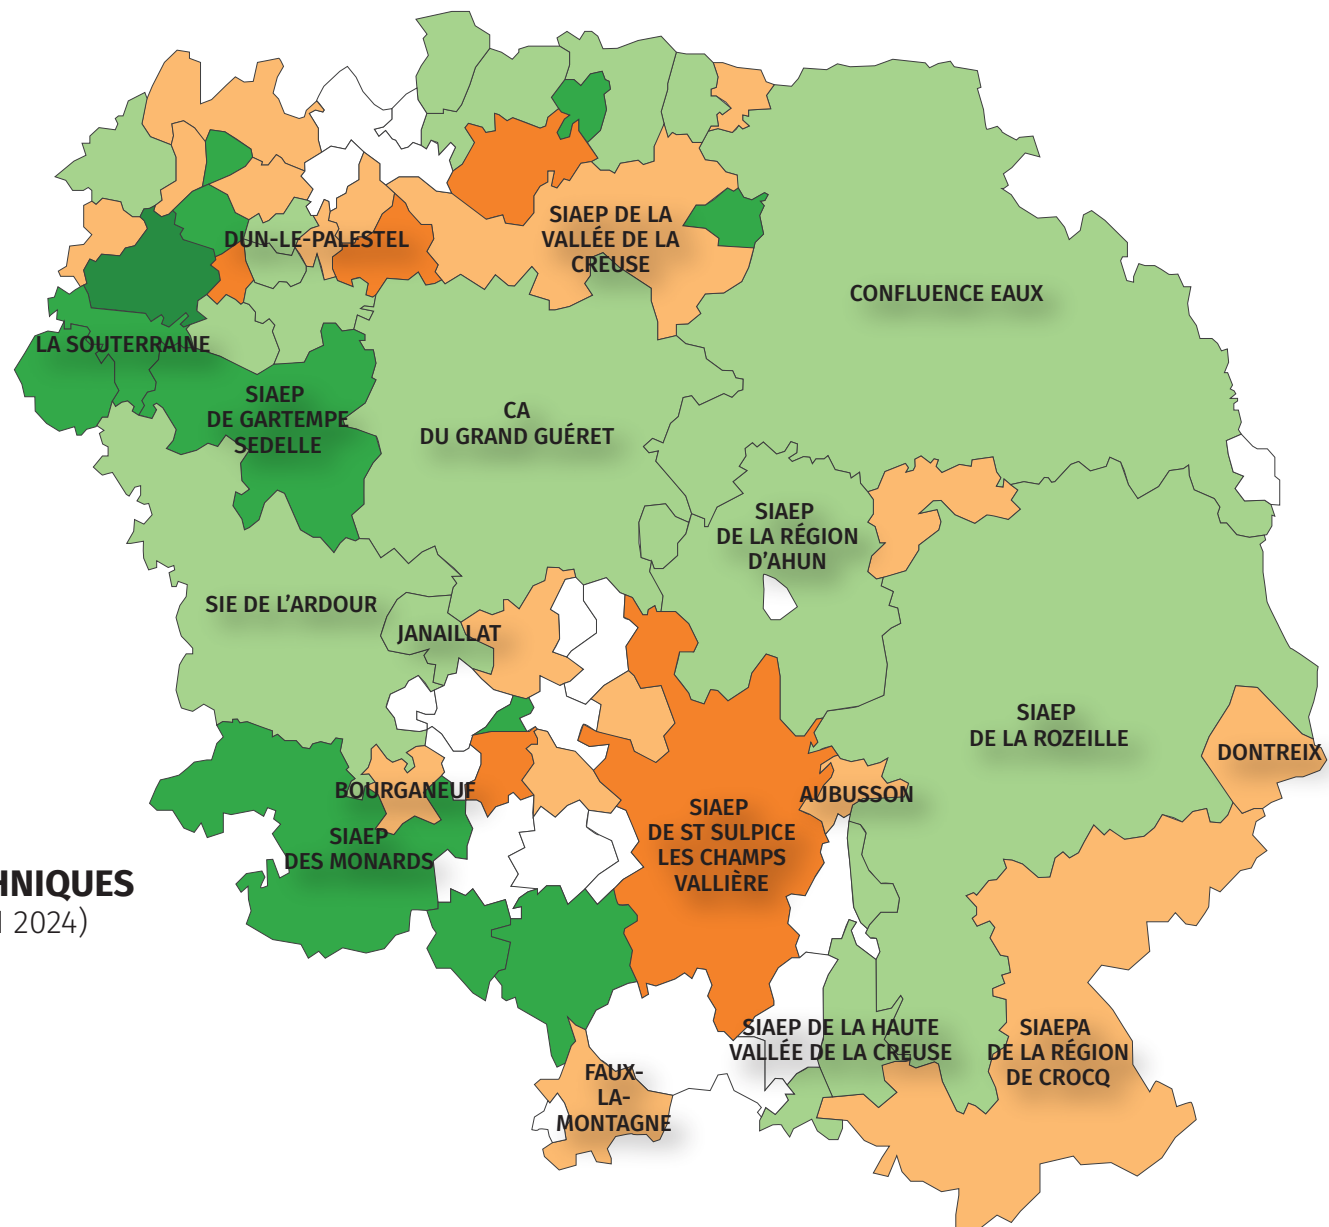 SIAEP DE LA
VALLÉE DE LA
CREUSE
DUN-LE-PALESTEL
CONFLUENCE EAUX
LA SOUTERRAINE
SIAEP
DE GARTEMPE
SEDELLE
CA
DU GRAND GUÉRET
SIAEP
DE LA RÉGION
D'AHUN
SIE DE L'ARDOUR
JANAILLAT
SIAEP
DE LA ROZEILLE
DONTREIX
BOURGANEUF
AUBUSSON
SIAEP
DES MONARDS
SIAEP
DE ST SULPICE
LES CHAMPS
VALLIÈRE
HNIQUES
2024)
SIAEP DE LA HAUTE
VALLÉE DE LA CREUSE
SIAEPA
DE LA RÉGION
DE CROCQ
FAUX-
LA-
MONTAGNE